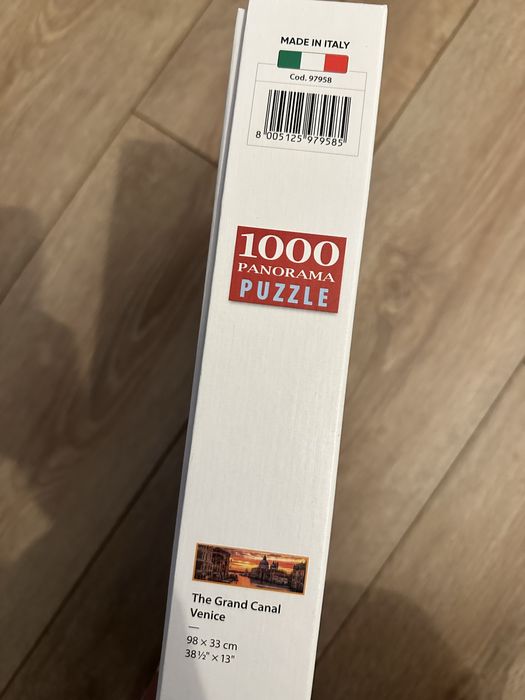 MADE IN ITALY
Cod. 97958
8 005125 979585
1000
PANORAMA
PUZZLE
The Grand Canal
Venice
98 × 33 cm
38½" × 13"